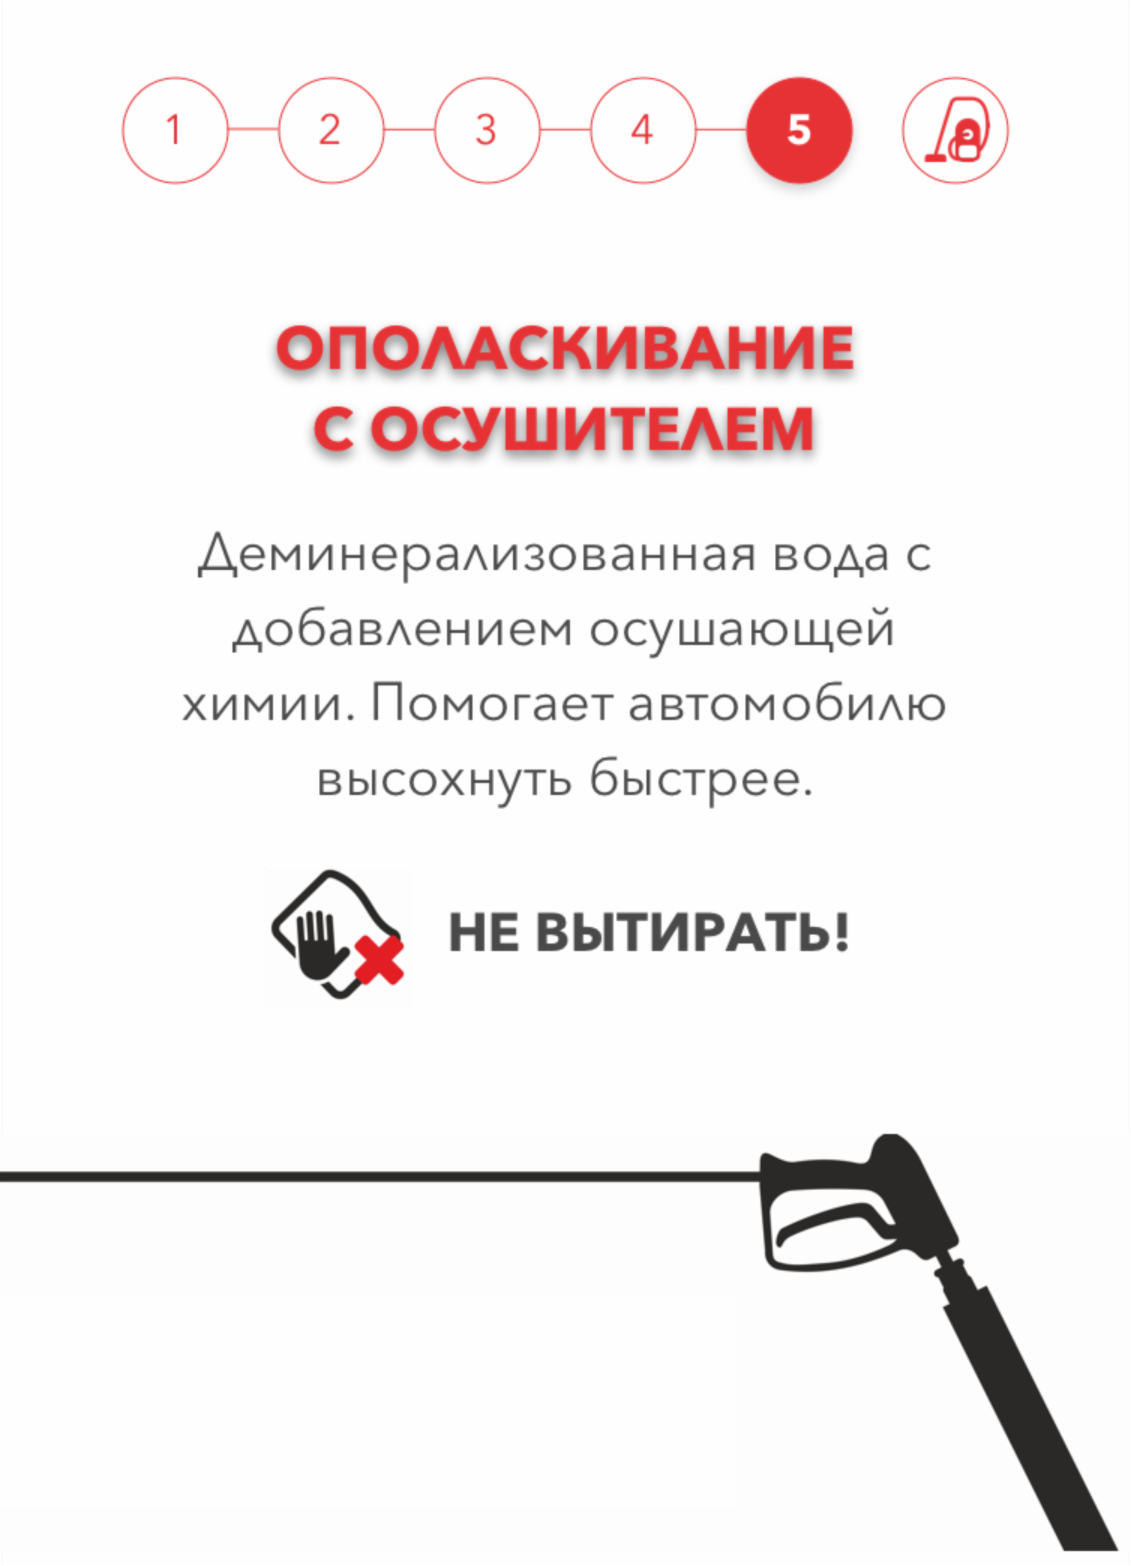 1 2 3 4 5
ОПОЛАСКИВАНИЕ
С ОСУШИТЕЛЕМ
Деминерализованная вода с
добавлением осушающей
химии. Помогает автомобилю
высохнуть быстрее.
НЕ ВЫТИРАТЬ!